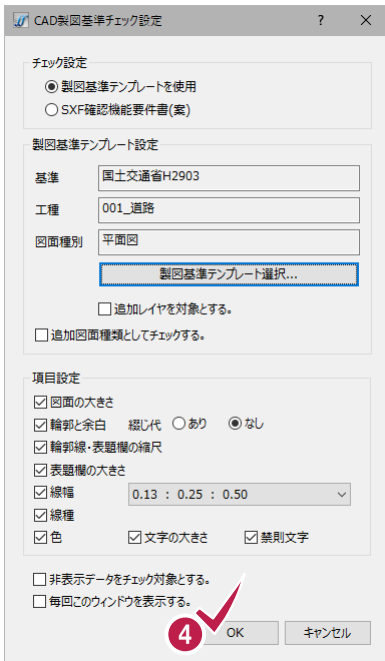 CAD製図基準チェック設定 ? ×
チェック設定
製図基準テンプレートを使用
SXF確認機能要件書(案)
製図基準テンプレート設定
基準 国土交通省H2903
工種 001_道路
図面種別 平面図
製図基準テンプレート選択...
追加レイヤを対象とする。
追加図面種類としてチェックする。
項目設定
図面の大きさ
輪郭と余白 綴じ代 あり なし
輪郭線・表題欄の縮尺
表題欄の大きさ
線幅 0.13 : 0.25 : 0.50
線種
色 文字の大きさ 禁則文字
非表示データをチェック対象とする。
毎回このウィンドウを表示する。
4 OK キャンセル